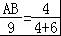 AB/9 = 4/4+6